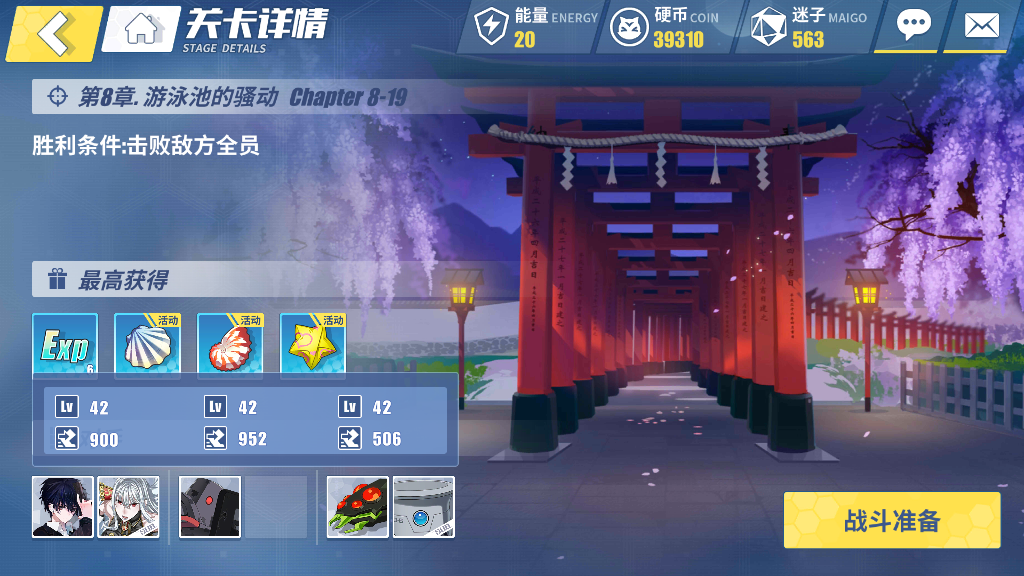 关卡详情
STAGE DETAILS
能量 ENERGY
20
硬币 COIN
39310
迷子 MAIGO
563
第8章. 游泳池的骚动 Chapter 8-19
胜利条件:击败敌方全员
最高获得
Exp
6
活动
活动
活动
Lv 42
Lv 42
Lv 42
900
952
506
SUB
SUB
战斗准备